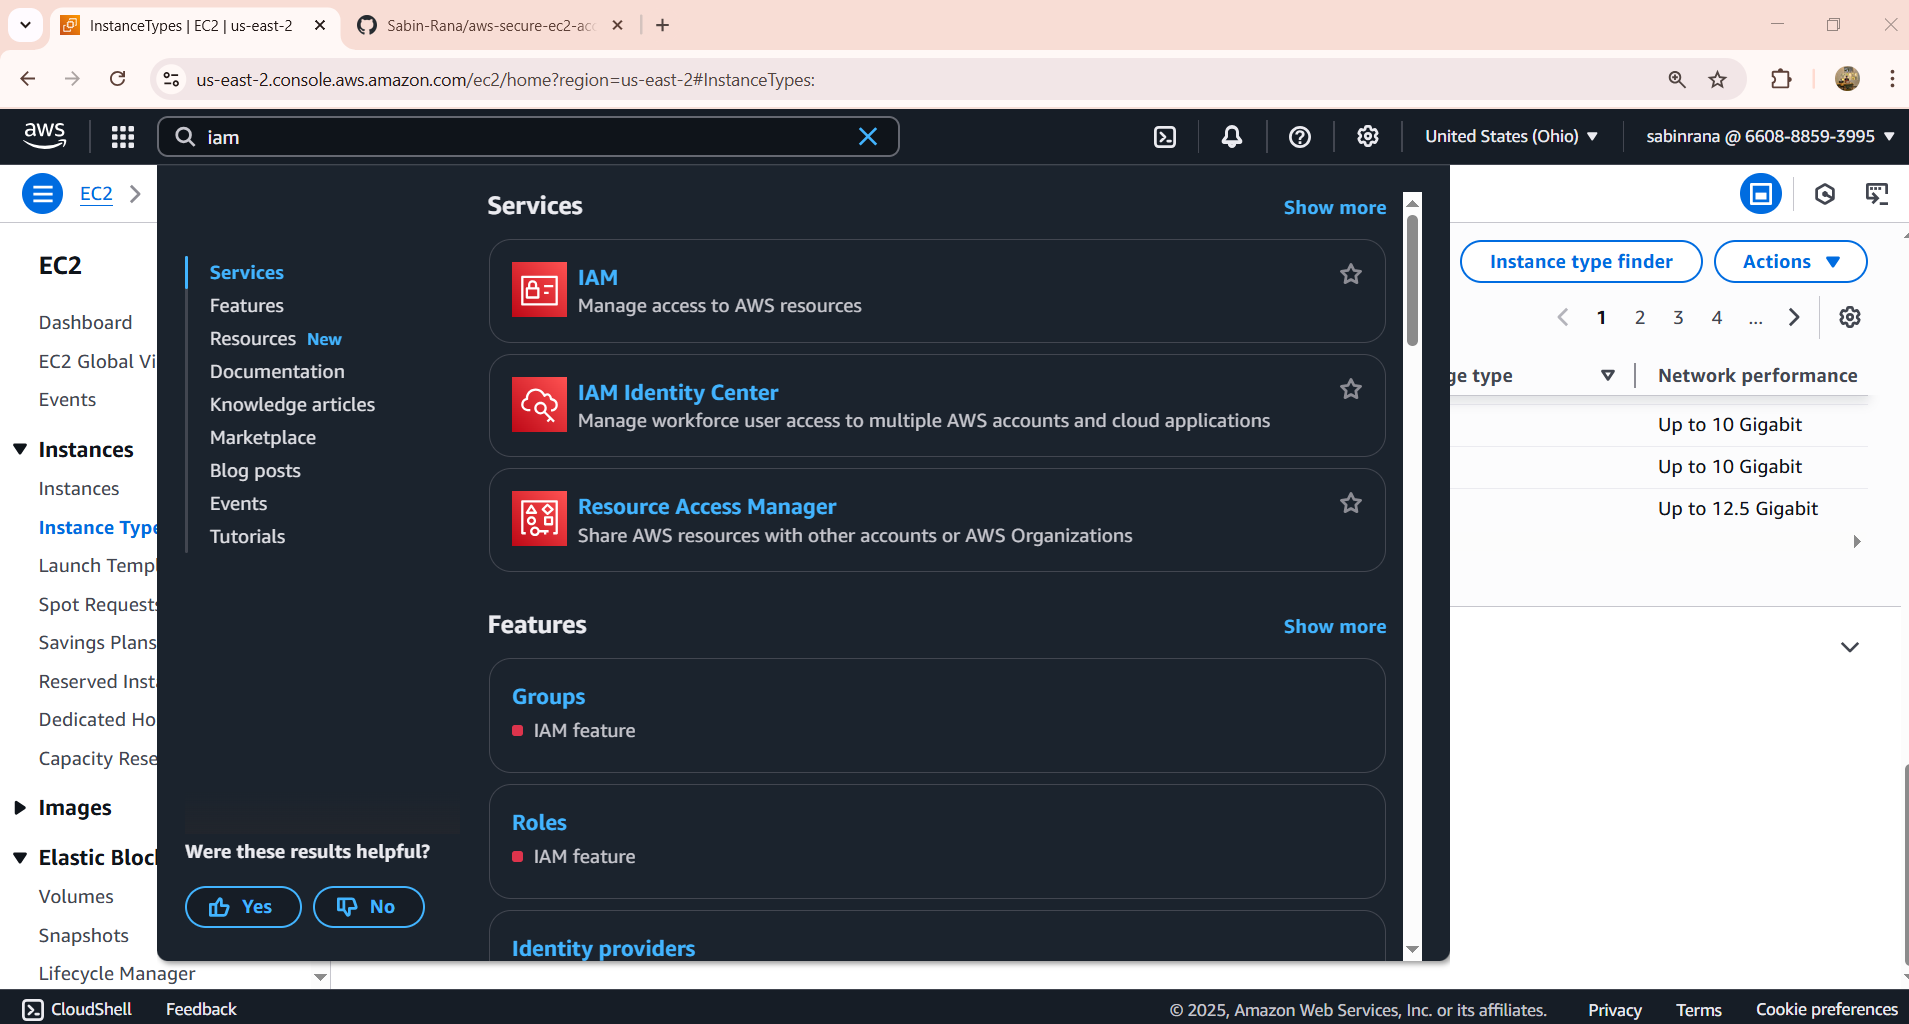 InstanceTypes | EC2 | us-east-2
Sabin-Rana/aws-secure-ec2-acc
us-east-2.console.aws.amazon.com/ec2/home?region=us-east-2#InstanceTypes:
aws
iam
United States (Ohio)
sabinrana @ 6608-8859-3995
EC2
EC2
Dashboard
EC2 Global Vi
Events
Instances
Instances
Instance Type
Launch Templ
Spot Requests
Savings Plans
Reserved Insta
Dedicated Ho
Capacity Rese
Images
Elastic Block
Volumes
Snapshots
Lifecycle Manager
Services
Features
Resources New
Documentation
Knowledge articles
Marketplace
Blog posts
Events
Tutorials
Were these results helpful?
Yes
No
Services
Show more
IAM
Manage access to AWS resources
IAM Identity Center
Manage workforce user access to multiple AWS accounts and cloud applications
Resource Access Manager
Share AWS resources with other accounts or AWS Organizations
Features
Show more
Groups
IAM feature
Roles
IAM feature
Identity providers
Instance type finder
Actions
1 2 3 4 ...
ge type
Network performance
Up to 10 Gigabit
Up to 10 Gigabit
Up to 12.5 Gigabit
CloudShell
Feedback
© 2025, Amazon Web Services, Inc. or its affiliates.
Privacy
Terms
Cookie preferences